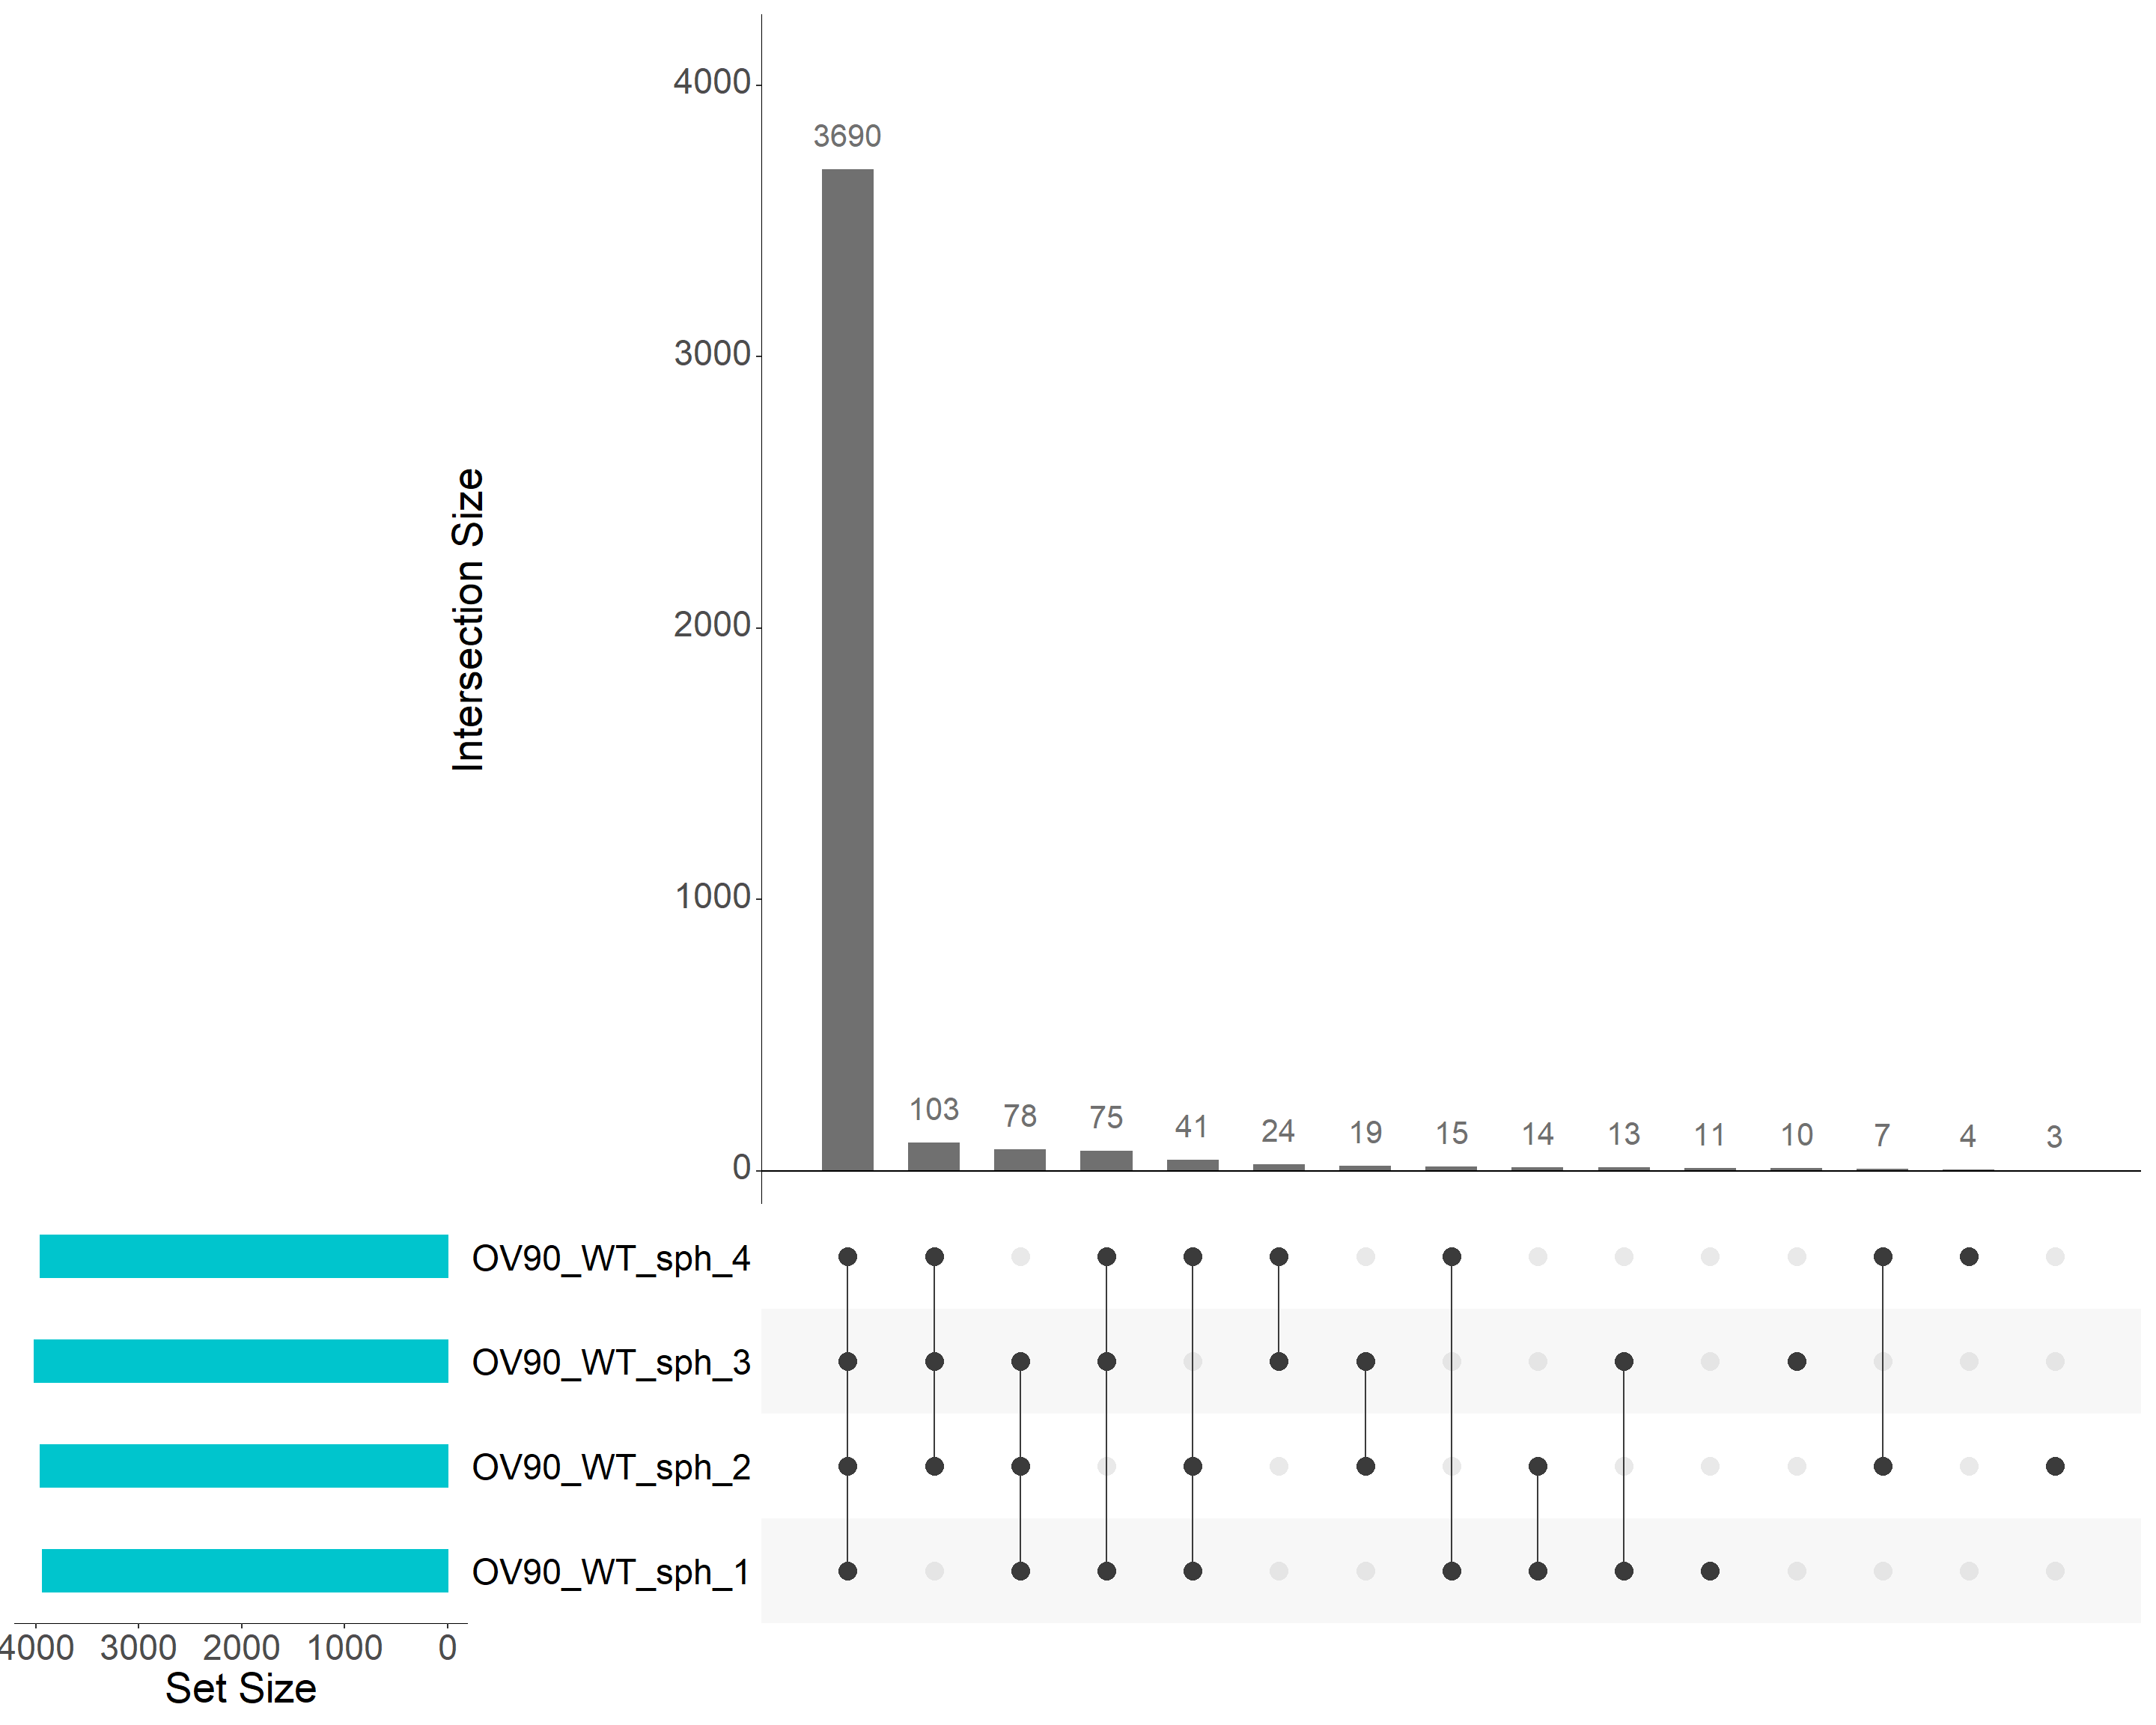 4000
3690
3000
Intersection Size
2000
1000
103 78 75 41 24 19 15 14 13 11 10 7 4 3
0
OV90_WT_sph_4
OV90_WT_sph_3
OV90_WT_sph_2
OV90_WT_sph_1
4000 3000 2000 1000 0
Set Size